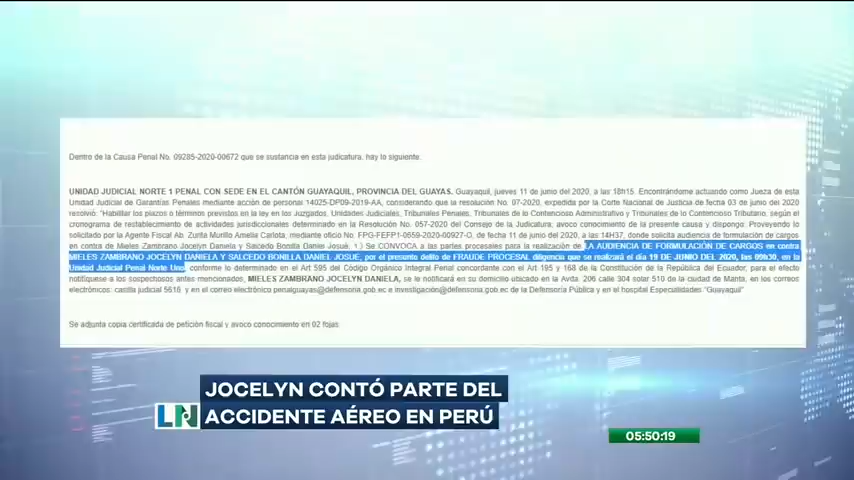 Dentro de la Causa Penal No. 09285-2020-00672 que se sustancia en esta judicatura, hay lo siguiente.
UNIDAD JUDICIAL NORTE 1 PENAL CON SEDE EN EL CANTÓN GUAYAQUIL, PROVINCIA DEL GUAYAS. Guayaquil, jueves 11 de junio del 2020, a las 18h15. Encontrándome actuando como Jueza de esta
Unidad Judicial de Garantías Penales mediante acción de personal 14025-DP09-2019-AA, considerando que la resolución No. 07-2020, expedida por la Corte Nacional de Justicia de fecha 03 de junio del 2020
resolvió: "Habilitar los plazos o términos previstos en la ley en los Juzgados, Unidades Judiciales, Tribunales Penales, Tribunales de lo Contencioso Administrativo y Tribunales de lo Contencioso Tributario, según el
cronograma de restablecimiento de actividades jurisdiccionales determinado en la Resolución No. 057-2020 del Consejo de la Judicatura; avoco conocimiento de la presente causa y dispongo: Proveyendo lo
solicitado por la Agente Fiscal Ab. Zurita Murillo Amelia Carlota, mediante oficio No. FPG-FEFP1-0559-2020-00927-O, de fecha 11 de junio del 2020, a las 14H37, donde solicita audiencia de formulación de cargos
en contra de Mieles Zambrano Jocelyn Daniela y Salcedo Bonilla Daniel Josué, 1.) Se CONVOCA a las partes procesales para la realización de LA AUDIENCIA DE FORMULACIÓN DE CARGOS en contra
MIELES ZAMBRANO JOCELYN DANIELA Y SALCEDO BONILLA DANIEL JOSUE, por el presente delito de FRAUDE PROCESAL diligencia que se realizará el día 19 DE JUNIO DEL 2020, las 09h30, en la
Unidad Judicial Penal Norte Uno, conforme lo determinado en el Art 595 del Código Orgánico Integral Penal concordante con el Art 195 y 168 de la Constitución de la República del Ecuador, para el efecto
notifíquese a los sospechosos antes mencionados, MIELES ZAMBRANO JOCELYN DANIELA, se le notificará en su domicilio ubicado en la Avda. 206 calle 304 solar 510 de la ciudad de Manta, en los correos
electrónicos: casilla judicial 5616 y en el correo electrónico penalguayas@defensoria.gob.ec e investigación@defensoria.gob.ec de la Defensoría Pública y en el hospital Especialidades "Guayaquil"
Se adjunta copia certificada de petición fiscal y avoco conocimiento en 02 fojas
JOCELYN CONTÓ PARTE DEL
LN ACCIDENTE AÉREO EN PERÚ
05:50:19